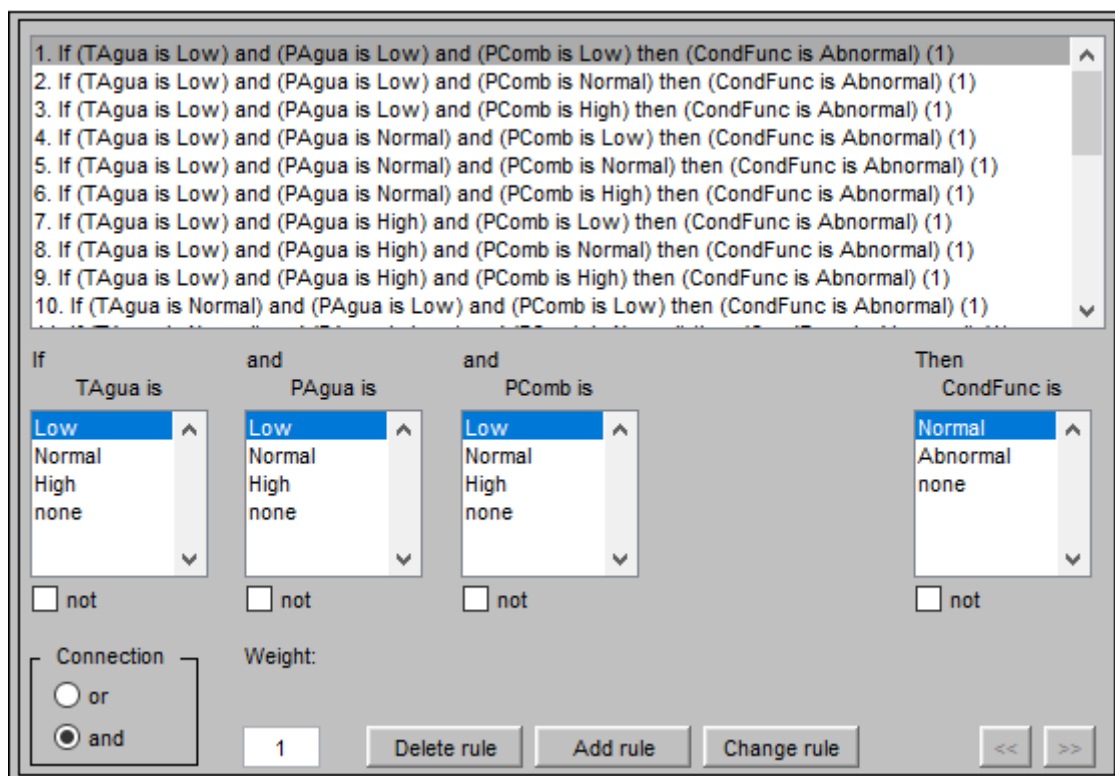 1. If (TAgua is Low) and (PAgua is Low) and (PComb is Low) then (CondFunc is Abnormal) (1)
2. If (TAgua is Low) and (PAgua is Low) and (PComb is Normal) then (CondFunc is Abnormal) (1)
3. If (TAgua is Low) and (PAgua is Low) and (PComb is High) then (CondFunc is Abnormal) (1)
4. If (TAgua is Low) and (PAgua is Normal) and (PComb is Low) then (CondFunc is Abnormal) (1)
5. If (TAgua is Low) and (PAgua is Normal) and (PComb is Normal) then (CondFunc is Abnormal) (1)
6. If (TAgua is Low) and (PAgua is Normal) and (PComb is High) then (CondFunc is Abnormal) (1)
7. If (TAgua is Low) and (PAgua is High) and (PComb is Low) then (CondFunc is Abnormal) (1)
8. If (TAgua is Low) and (PAgua is High) and (PComb is Normal) then (CondFunc is Abnormal) (1)
9. If (TAgua is Low) and (PAgua is High) and (PComb is High) then (CondFunc is Abnormal) (1)
10. If (TAgua is Normal) and (PAgua is Low) and (PComb is Low) then (CondFunc is Abnormal) (1)
If and and Then
TAgua is PAgua is PComb is CondFunc is
Low Low Low Normal
Normal Normal Normal Abnormal
High High High none
none none none
not not not not
Connection Weight:
or
and 1 Delete rule Add rule Change rule << >>